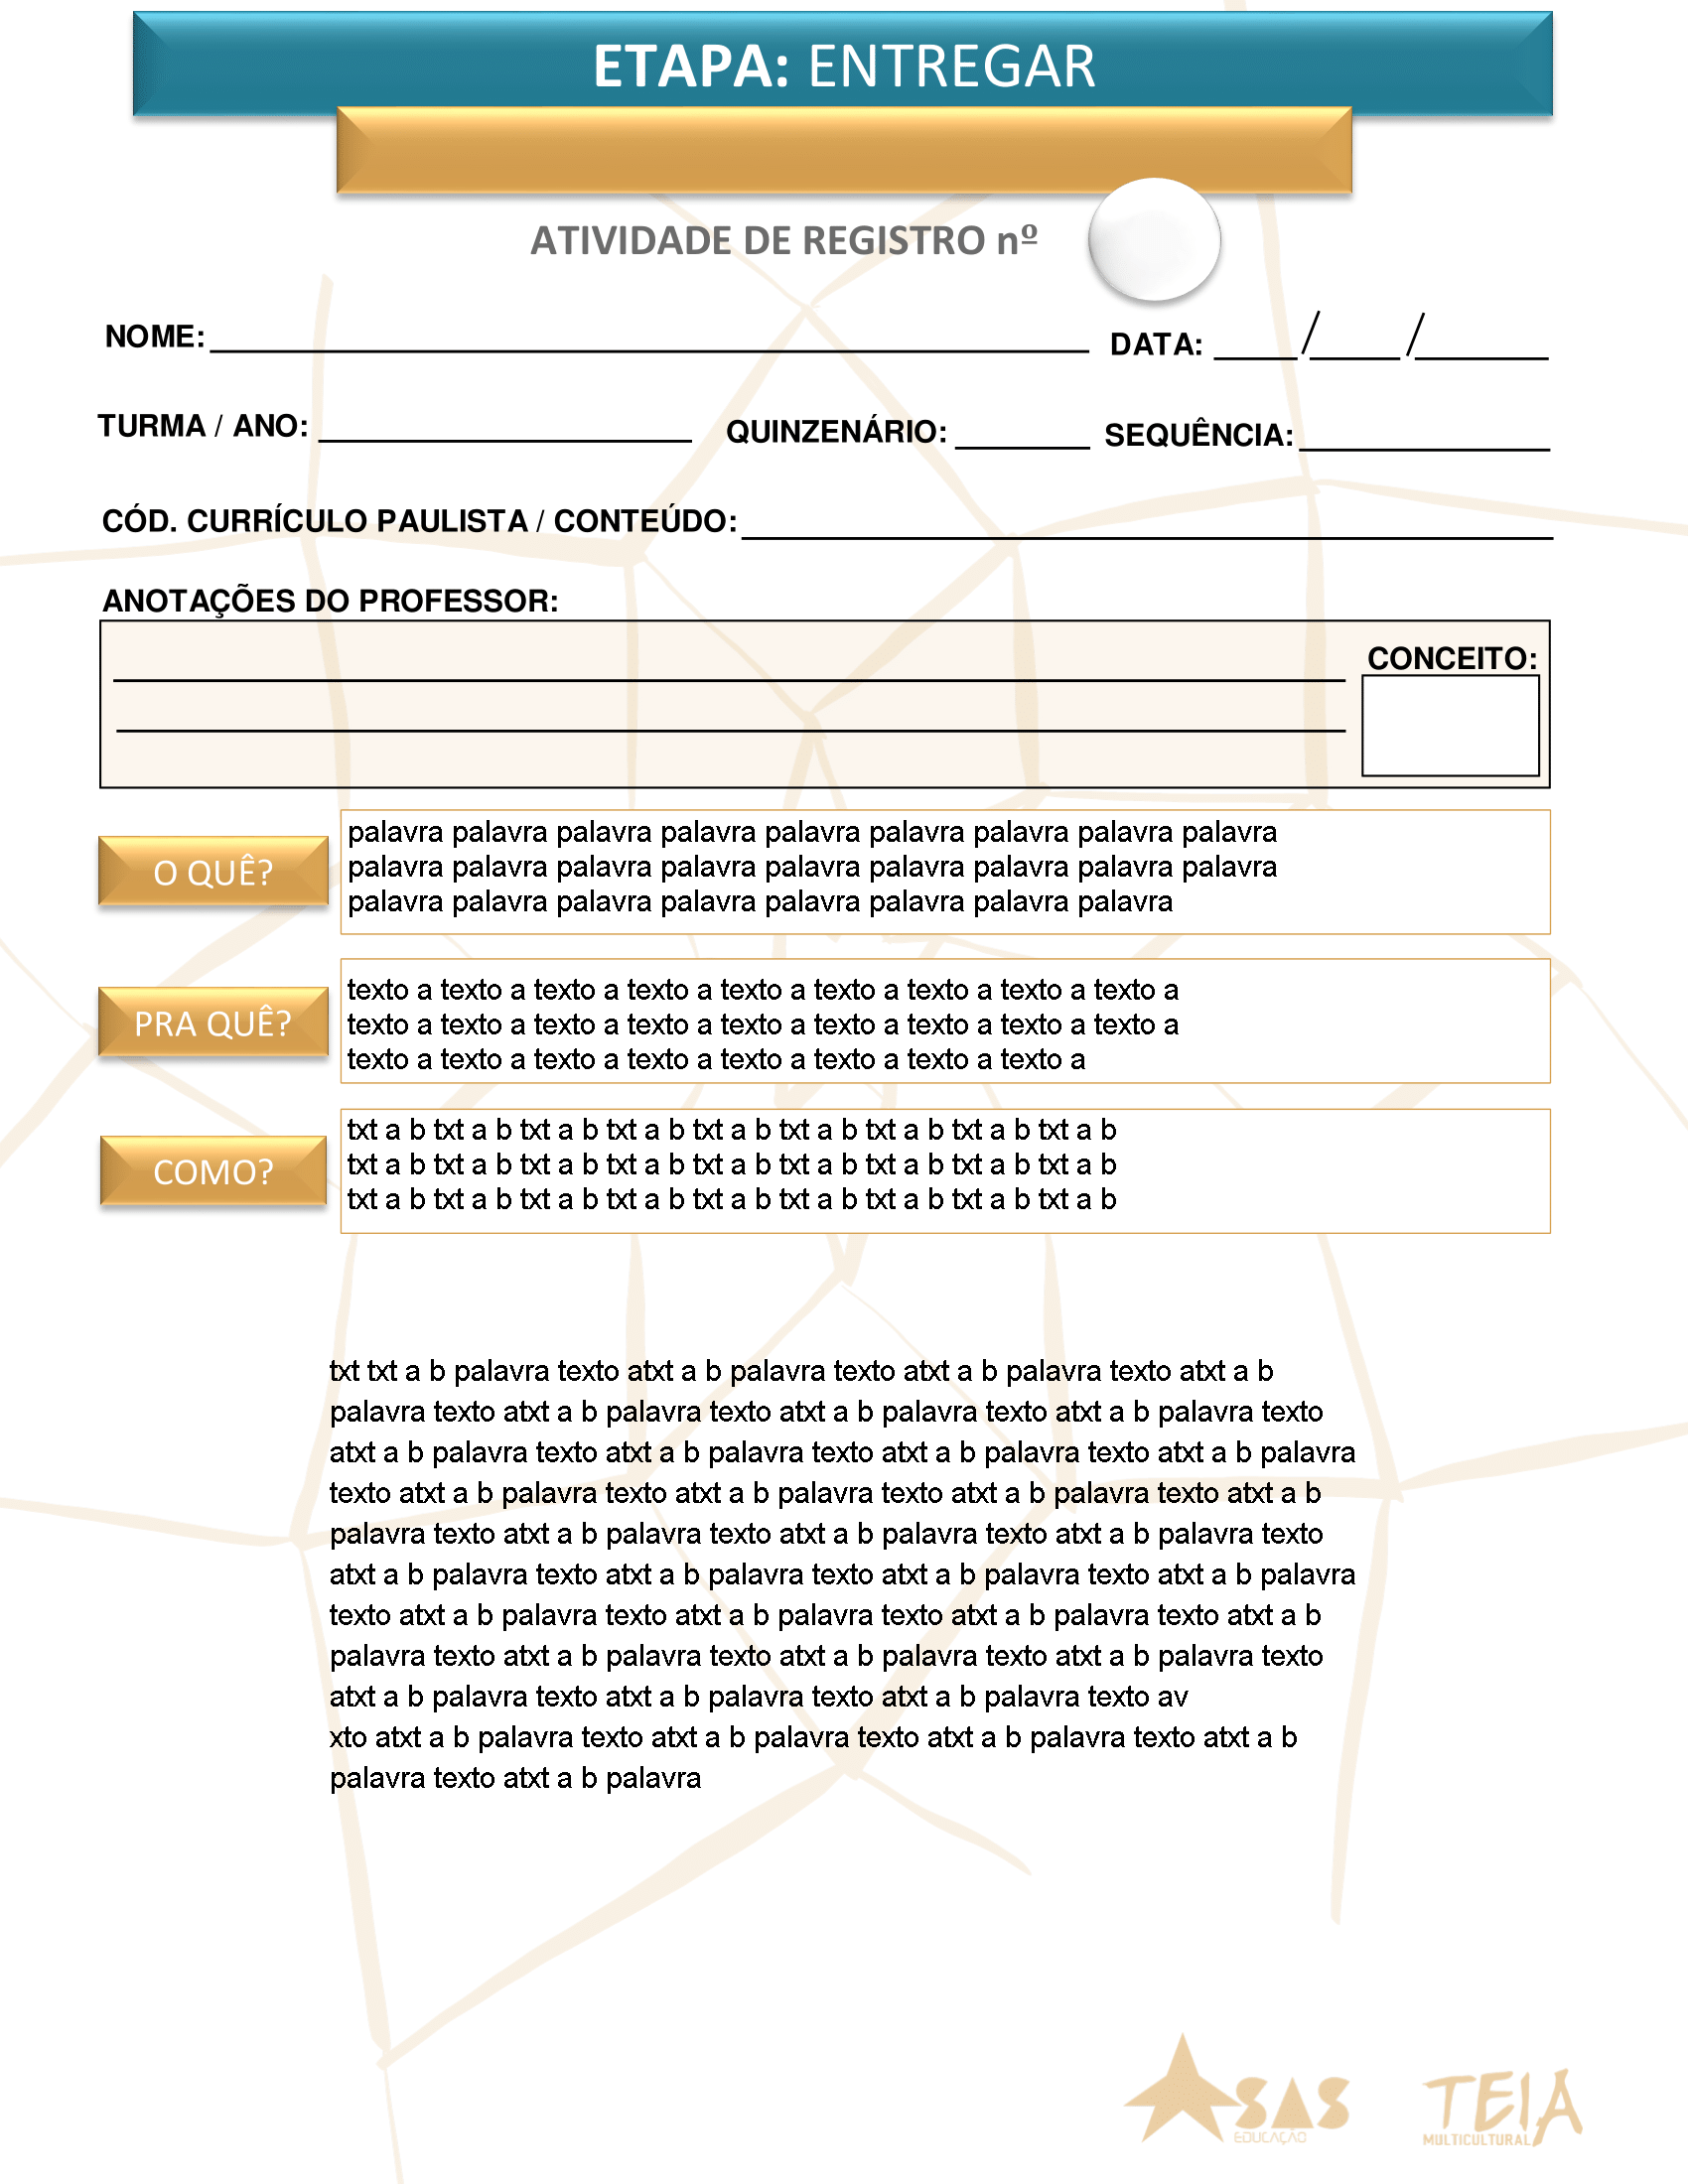 ETAPA: ENTREGAR
ATIVIDADE DE REGISTRO nº
NOME: DATA: / /
TURMA / ANO: QUINZENÁRIO: SEQUÊNCIA:
CÓD. CURRÍCULO PAULISTA / CONTEÚDO:
ANOTAÇÕES DO PROFESSOR:
CONCEITO:
O QUÊ?
palavra palavra palavra palavra palavra palavra palavra palavra palavra
palavra palavra palavra palavra palavra palavra palavra palavra palavra
palavra palavra palavra palavra palavra palavra palavra palavra
PRA QUÊ?
texto a texto a texto a texto a texto a texto a texto a texto a texto a
texto a texto a texto a texto a texto a texto a texto a texto a texto a
texto a texto a texto a texto a texto a texto a texto a texto a
COMO?
txt a b txt a b txt a b txt a b txt a b txt a b txt a b txt a b txt a b
txt a b txt a b txt a b txt a b txt a b txt a b txt a b txt a b txt a b
txt a b txt a b txt a b txt a b txt a b txt a b txt a b txt a b txt a b
txt txt a b palavra texto atxt a b palavra texto atxt a b palavra texto atxt a b
palavra texto atxt a b palavra texto atxt a b palavra texto atxt a b palavra texto
atxt a b palavra texto atxt a b palavra texto atxt a b palavra texto atxt a b palavra
texto atxt a b palavra texto atxt a b palavra texto atxt a b palavra texto atxt a b
palavra texto atxt a b palavra texto atxt a b palavra texto atxt a b palavra texto
atxt a b palavra texto atxt a b palavra texto atxt a b palavra texto atxt a b palavra
texto atxt a b palavra texto atxt a b palavra texto atxt a b palavra texto atxt a b
palavra texto atxt a b palavra texto atxt a b palavra texto atxt a b palavra texto
atxt a b palavra texto atxt a b palavra texto atxt a b palavra texto av
xto atxt a b palavra texto atxt a b palavra texto atxt a b palavra texto atxt a b
palavra texto atxt a b palavra
SAS
EDUCAÇÃO
TEIA
MULTICULTURAL